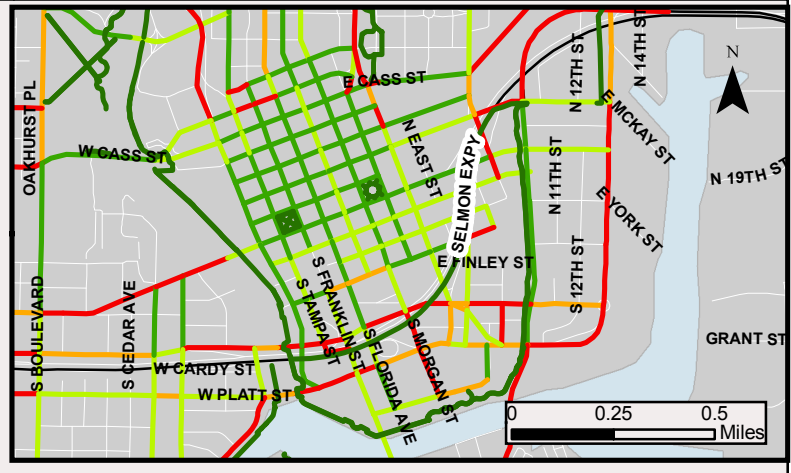 OAKHURST PL
N 12TH ST
N 14TH ST
N
E CASS ST
E MCKAY ST
W CASS ST
N EAST ST
SELMON EXPY
N 11TH ST
N 19TH ST
E YORK ST
E FINLEY ST
S 12TH ST
S FRANKLIN ST
S TAMPA ST
S BOULEVARD
S CEDAR AVE
S FLORIDA AVE
S MORGAN ST
GRANT ST
W CARDY ST
W PLATT ST
0 0.25 0.5
Miles